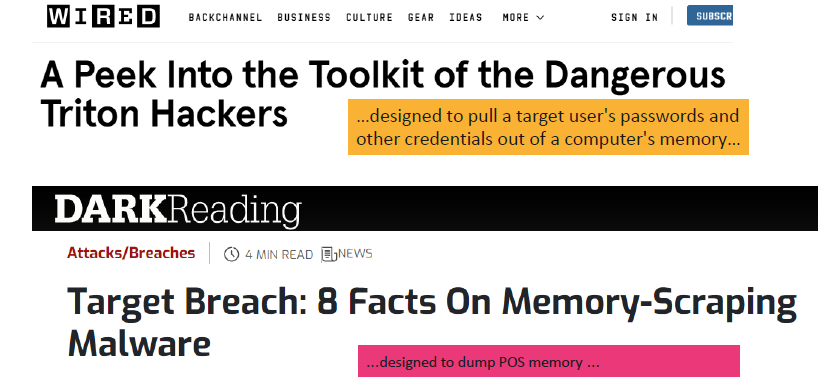 WIRED BACKCHANNEL BUSINESS CULTURE GEAR IDEAS MORE SIGN IN SUBSCR
A Peek Into the Toolkit of the Dangerous
Triton Hackers
...designed to pull a target user's passwords and
other credentials out of a computer's memory...
DARKReading
Attacks/Breaches 4 MIN READ NEWS
Target Breach: 8 Facts On Memory-Scraping
Malware
...designed to dump POS memory ...